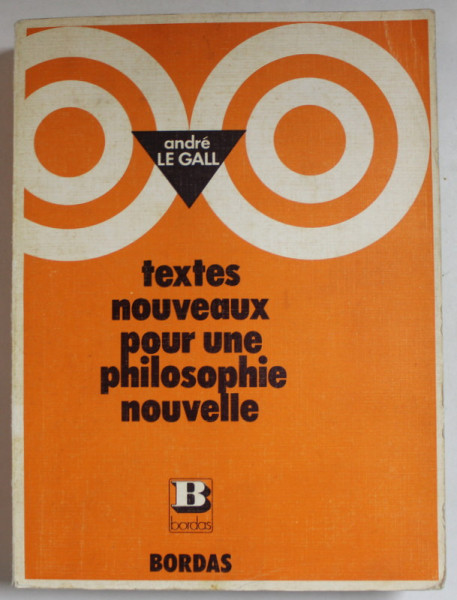 andré
LE GALL
textes
nouveaux
pour une
philosophie
nouvelle
B
bordas
BORDAS